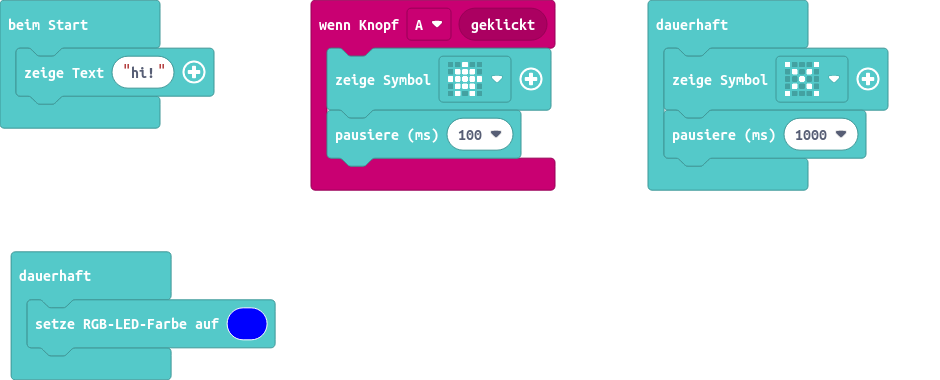 beim Start
zeige Text "hi!"
wenn Knopf A geklickt
zeige Symbol
pausiere (ms) 100
dauerhaft
zeige Symbol
pausiere (ms) 1000
dauerhaft
setze RGB-LED-Farbe auf